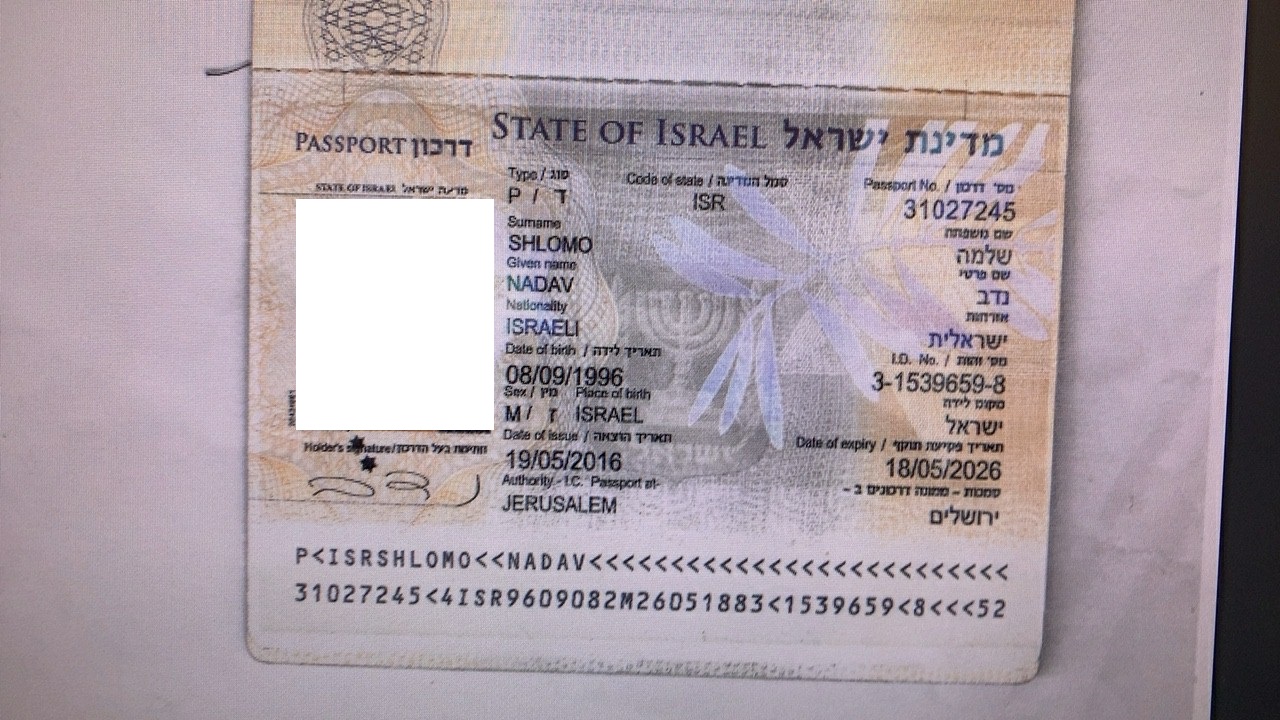 STATE OF ISRAEL מדינת ישראל
PASSPORT דרכון
STATE OF ISRAEL מדינת ישראל
Type / סוג
P / ד
Code of state / סמל המדינה
ISR
Passport No. / מס' דרכון
31027245
Surname
SHLOMO
שם משפחה
שלמה
Given name
NADAV
שם פרטי
נדב
Nationality
ISRAELI
אזרחות
ישראלית
Date of birth / תאריך לידה
08/09/1996
I.D. No. / מס' זהות
3-1539659-8
Sex / מין Place of birth
M / ז ISRAEL
מקום לידה
ישראל
Date of issue / תאריך הוצאה
19/05/2016
Date of expiry / תאריך פקיעת תוקף
18/05/2026
Authority - I.C. Passport at-
JERUSALEM
סמכות - ממונה דרכונים ב -
ירושלים
Holder's signature/חתימת בעל הדרכון
P<ISRSHLOMO<<NADAV<<<<<<<<<<<<<<<<<<<<<<<<<<
31027245<4ISR9609082M26051883<1539659<8<<<52